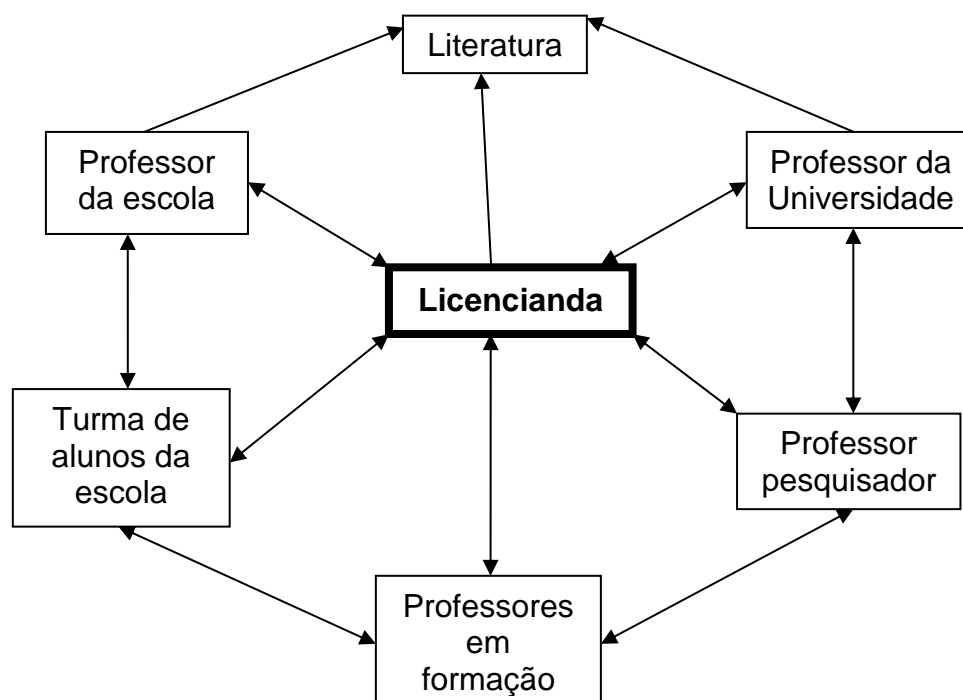 Literatura
Professor
da escola
Professor da
Universidade
Licencianda
Turma de
alunos da
escola
Professor
pesquisador
Professores
em
formação